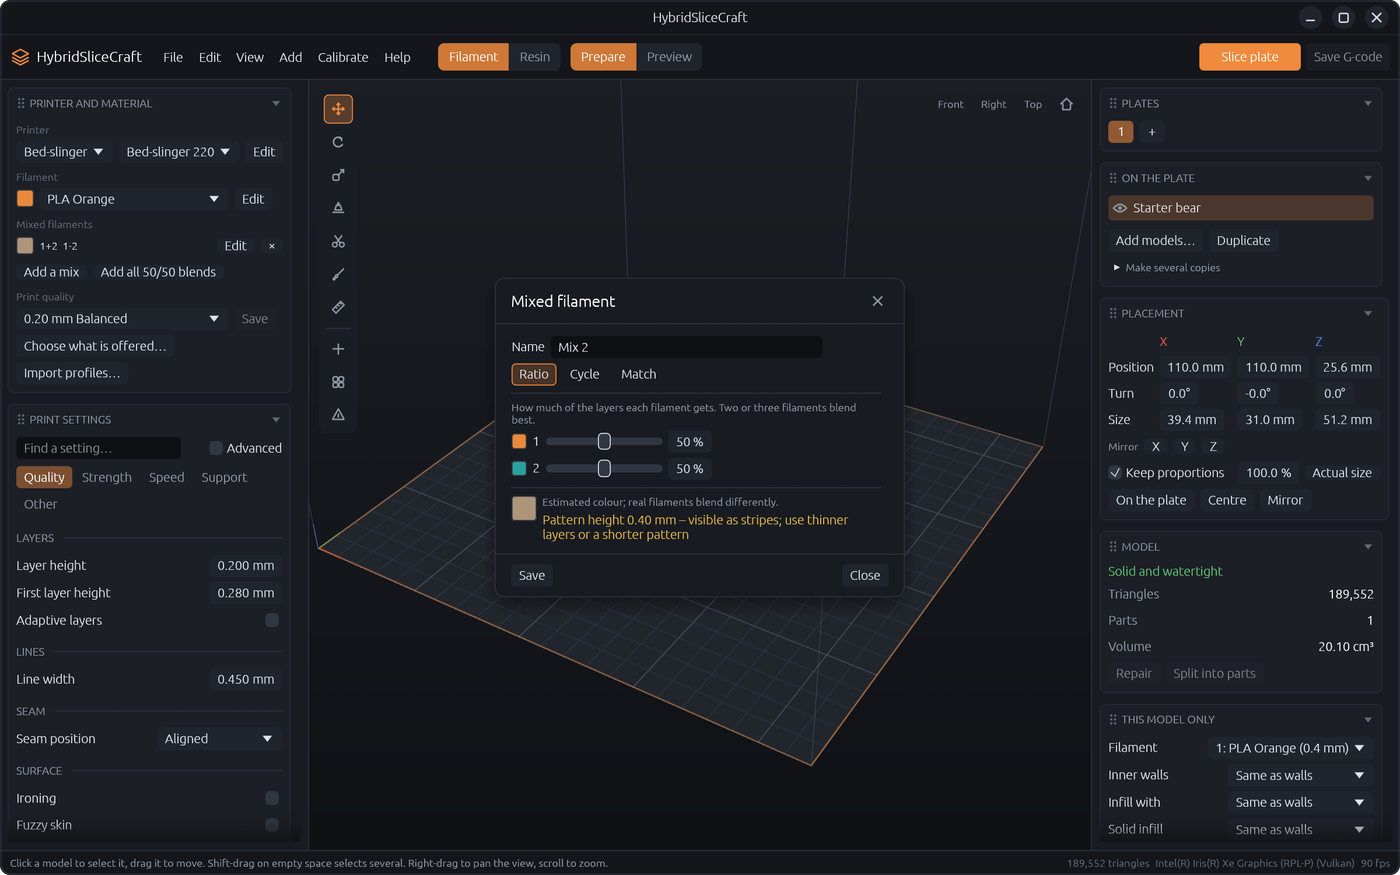 HybridSliceCraft
HybridSliceCraft File Edit View Add Calibrate Help Filament Resin Prepare Preview Slice plate Save G-code
PRINTER AND MATERIAL
Printer
Bed-slinger Bed-slinger 220 Edit
Filament
PLA Orange Edit
Mixed filaments
1+2 1-2 Edit ×
Add a mix Add all 50/50 blends
Print quality
0.20 mm Balanced Save
Choose what is offered...
Import profiles...
PRINT SETTINGS
Find a setting... Advanced
Quality Strength Speed Support
Other
LAYERS
Layer height 0.200 mm
First layer height 0.280 mm
Adaptive layers
LINES
Line width 0.450 mm
SEAM
Seam position Aligned
SURFACE
Ironing
Fuzzy skin
Front Right Top
Mixed filament
Name Mix 2
Ratio Cycle Match
How much of the layers each filament gets. Two or three filaments blend
best.
1 50 %
2 50 %
Estimated colour; real filaments blend differently.
Pattern height 0.40 mm – visible as stripes; use thinner
layers or a shorter pattern
Save Close
PLATES
1 +
ON THE PLATE
Starter bear
Add models... Duplicate
Make several copies
PLACEMENT
X Y Z
Position 110.0 mm 110.0 mm 25.6 mm
Turn 0.0° -0.0° 0.0°
Size 39.4 mm 31.0 mm 51.2 mm
Mirror X Y Z
Keep proportions 100.0 % Actual size
On the plate Centre Mirror
MODEL
Solid and watertight
Triangles 189,552
Parts 1
Volume 20.10 cm³
Repair Split into parts
THIS MODEL ONLY
Filament 1: PLA Orange (0.4 mm)
Inner walls Same as walls
Infill with Same as walls
Solid infill Same as walls
Click a model to select it, drag it to move. Shift-drag on empty space selects several. Right-drag to pan the view, scroll to zoom.
189,552 triangles Intel(R) Iris(R) Xe Graphics (RPL-P) (Vulkan) 90 fps